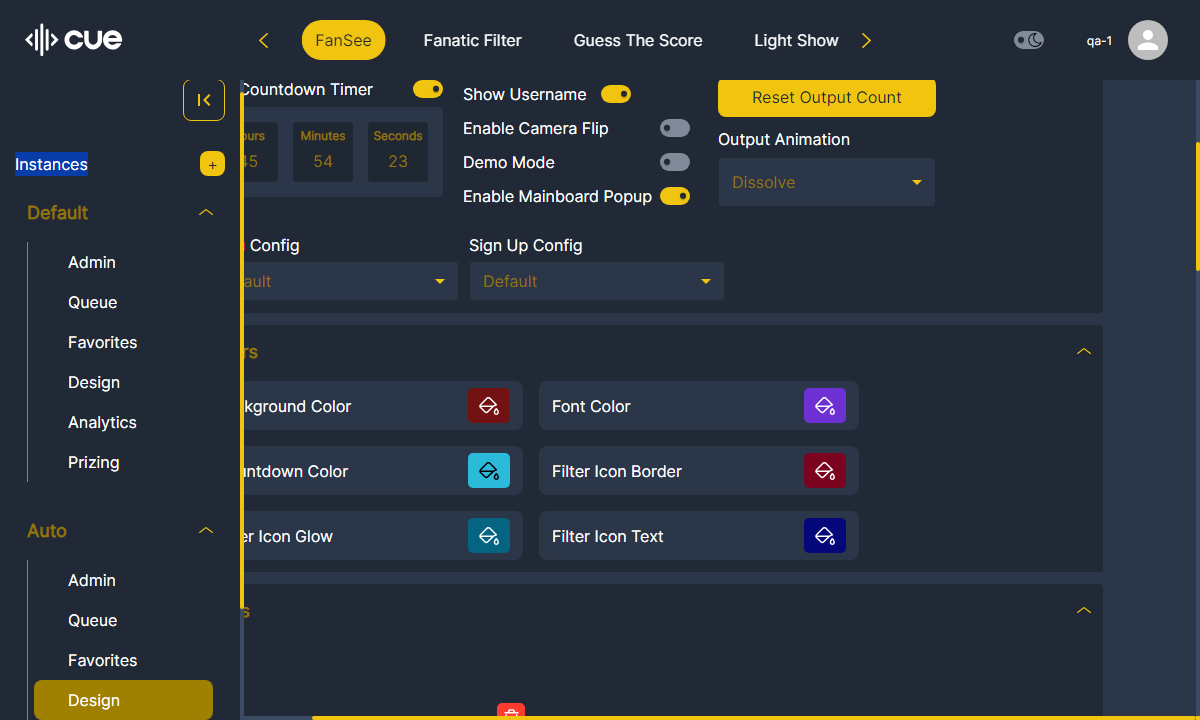 cue
FanSee
Fanatic Filter
Guess The Score
Light Show
qa-1
Instances
+
Default
Admin
Queue
Favorites
Design
Analytics
Prizing
Auto
Admin
Queue
Favorites
Design
Countdown Timer
ours
Minutes
Seconds
45
54
23
Show Username
Enable Camera Flip
Demo Mode
Enable Mainboard Popup
Reset Output Count
Output Animation
Dissolve
Config
ault
Sign Up Config
Default
rs
kground Color
Font Color
untdown Color
Filter Icon Border
er Icon Glow
Filter Icon Text
s